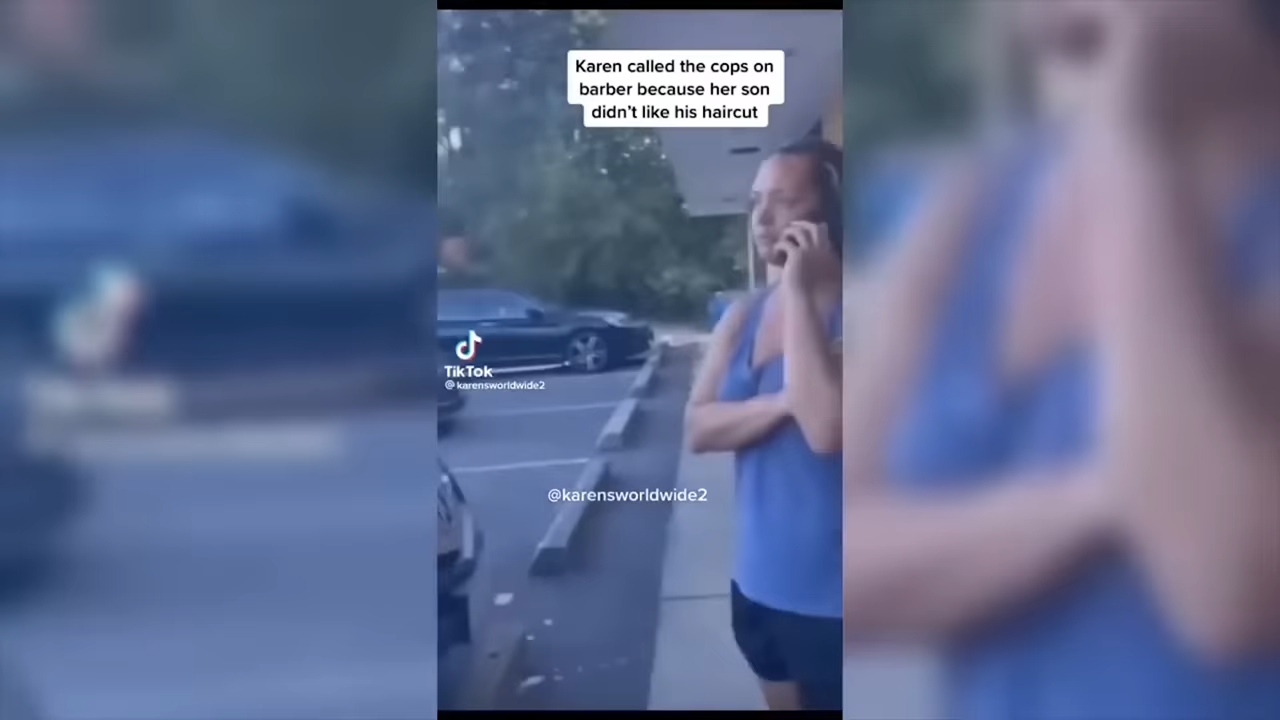 Karen called the cops on
barber because her son
didn't like his haircut
TikTok
@karensworldwide2
@karensworldwide2